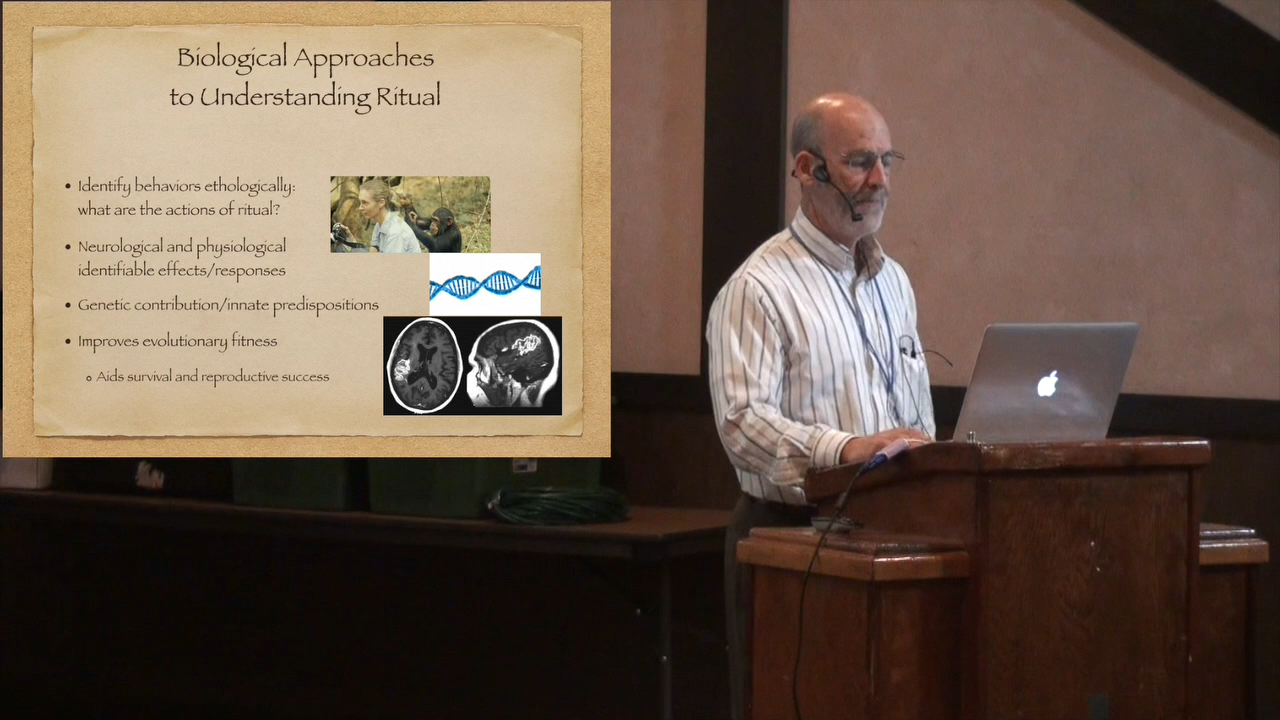 Biological Approaches
to Understanding Ritual
• Identify behaviors ethologically:
what are the actions of ritual?
• Neurological and physiological
identifiable effects/responses
• Genetic contribution/innate predispositions
• Improves evolutionary fitness
o Aids survival and reproductive success